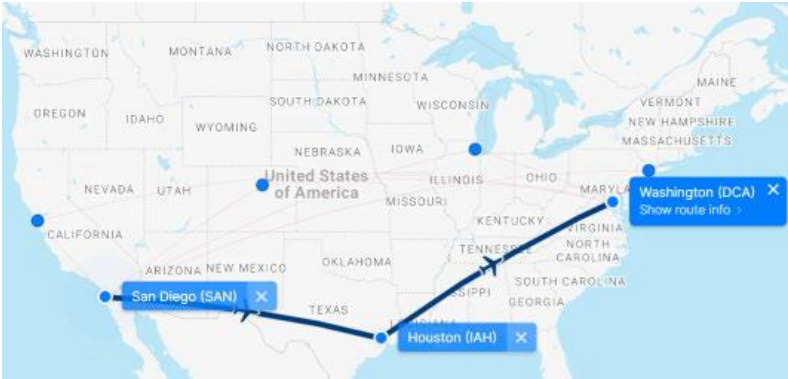 WASHINGTON
MONTANA
NORTH DAKOTA
MINNESOTA
MAINE
OREGON
IDAHO
SOUTH DAKOTA
WISCONSIN
VERMONT
WYOMING
NEW HAMPSHIRE
MASSACHUSETTS
NEBRASKA
IOWA
United States
of America
NEVADA
UTAH
ILLINOIS
OHIO
MARYLA
Washington (DCA) ×
Show route info >
MISSOURI
KENTUCKY
VIRGINIA
CALIFORNIA
ARIZONA
NEW MEXICO
OKLAHOMA
TENNESSEE
NORTH
CAROLINA
San Diego (SAN) ×
TEXAS
SSIPPI
SOUTH CAROLINA
GEORGIA
Houston (IAH) ×